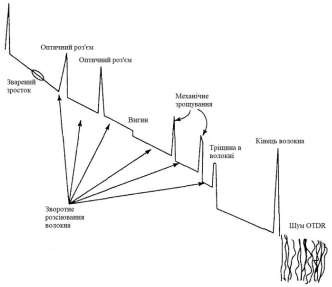 Оптичний роз'єм
Оптичний роз'єм
Зварений
зросток
Механічне
зрощування
Вигин
Тріщина в
волокні
Кінець волокна
Зворотнє
розсіювання
волокна
Шум OTDR